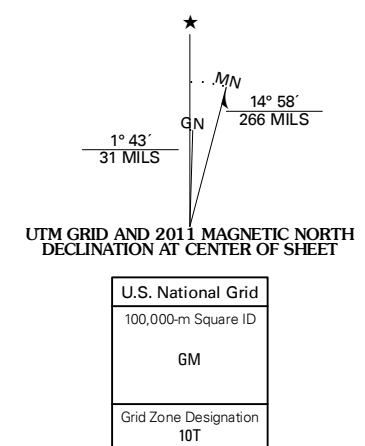 ★
MN
GN
14° 58´
266 MILS
1° 43´
31 MILS
UTM GRID AND 2011 MAGNETIC NORTH
DECLINATION AT CENTER OF SHEET
U.S. National Grid
100,000-m Square ID
GM
Grid Zone Designation
10T